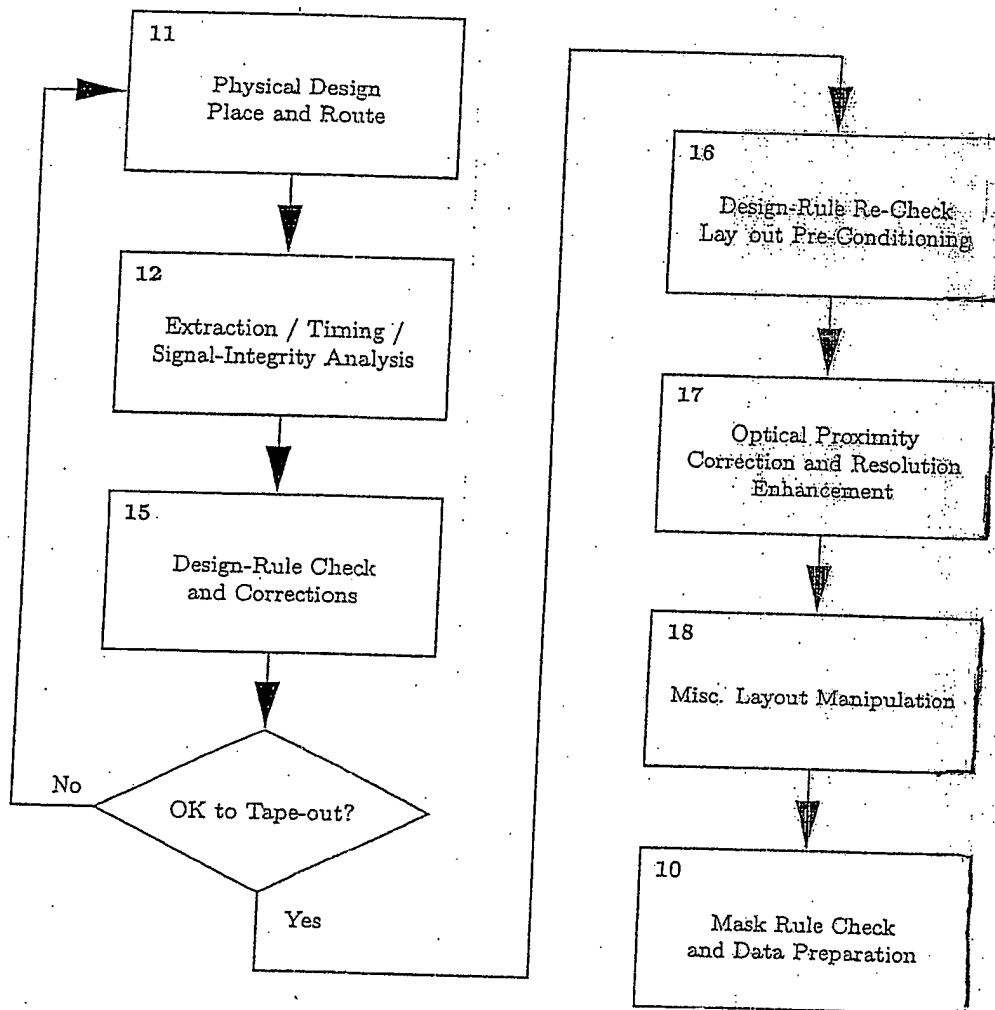 11
Physical Design
Place and Route
12
Extraction / Timing /
Signal-Integrity Analysis
15
Design-Rule Check
and Corrections
OK to Tape-out?
No
Yes
16
Design-Rule Re-Check
Lay out Pre-Conditioning
17
Optical Proximity
Correction and Resolution
Enhancement
18
Misc. Layout Manipulation
10
Mask Rule Check
and Data Preparation